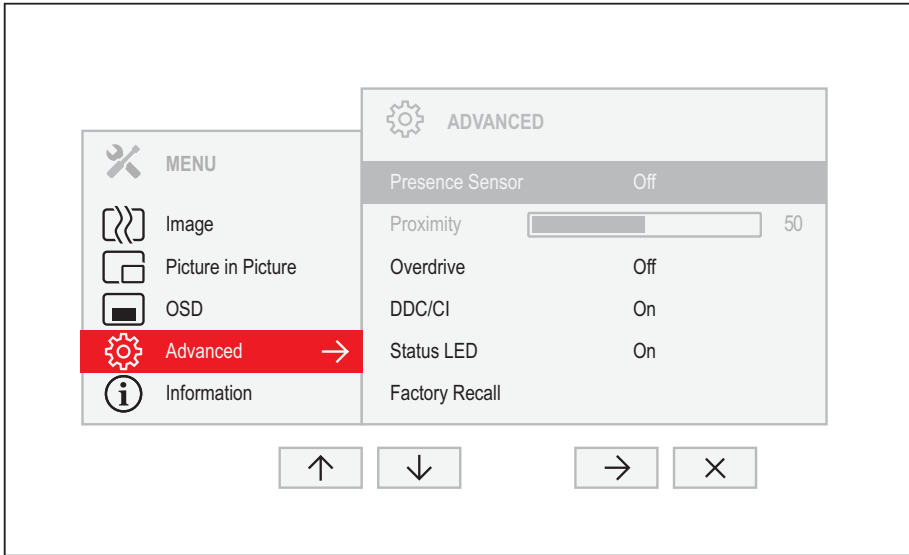 MENU
Image
Picture in Picture
OSD
Advanced
Information
ADVANCED
Presence Sensor Off
Proximity 50
Overdrive Off
DDC/CI On
Status LED On
Factory Recall